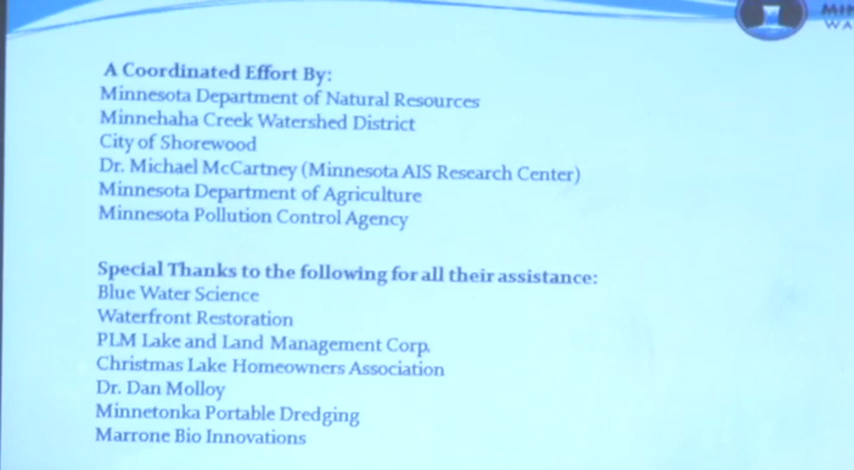 A Coordinated Effort By:
Minnesota Department of Natural Resources
Minnehaha Creek Watershed District
City of Shorewood
Dr. Michael McCartney (Minnesota AIS Research Center)
Minnesota Department of Agriculture
Minnesota Pollution Control Agency
Special Thanks to the following for all their assistance:
Blue Water Science
Waterfront Restoration
PLM Lake and Land Management Corp.
Christmas Lake Homeowners Association
Dr. Dan Molloy
Minnetonka Portable Dredging
Marrone Bio Innovations